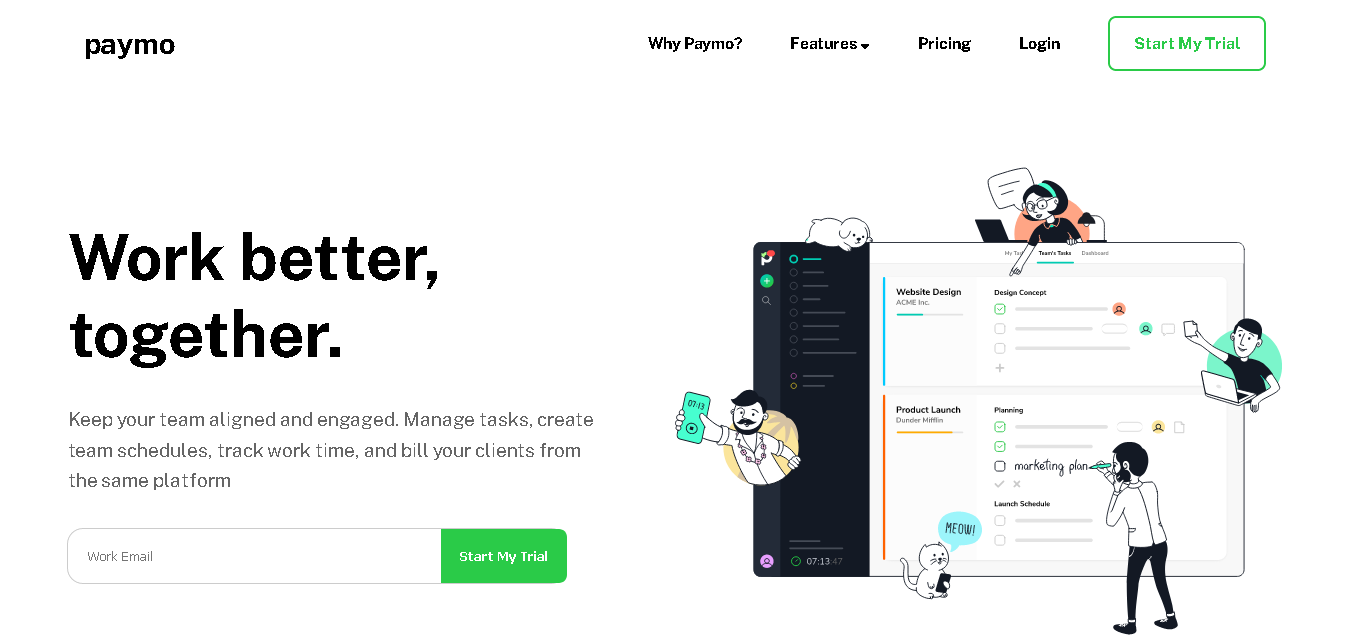 paymo
Why Paymo?
Features
Pricing
Login
Start My Trial
Work better,
together.
Keep your team aligned and engaged. Manage tasks, create
team schedules, track work time, and bill your clients from
the same platform
Work Email
Start My Trial
Team's Tasks
Dashboard
Website Design
ACME Inc.
Design Concept
07:13
Product Launch
Dunder Mifflin
Planning
marketing plan
Launch Schedule
MEOW!
07:13:47